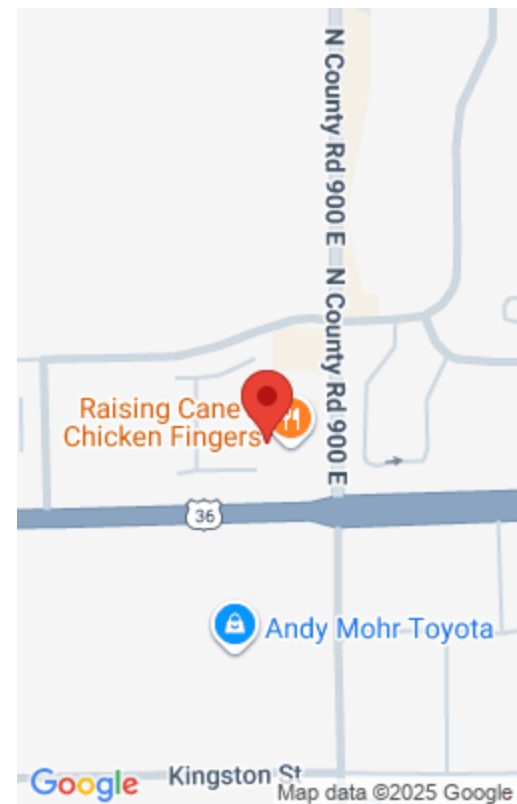 N County Rd 900 E
N County Rd 900 E
Raising Cane
Chicken Fingers
36
Andy Mohr Toyota
Kingston St
Google
Map data ©2025 Google